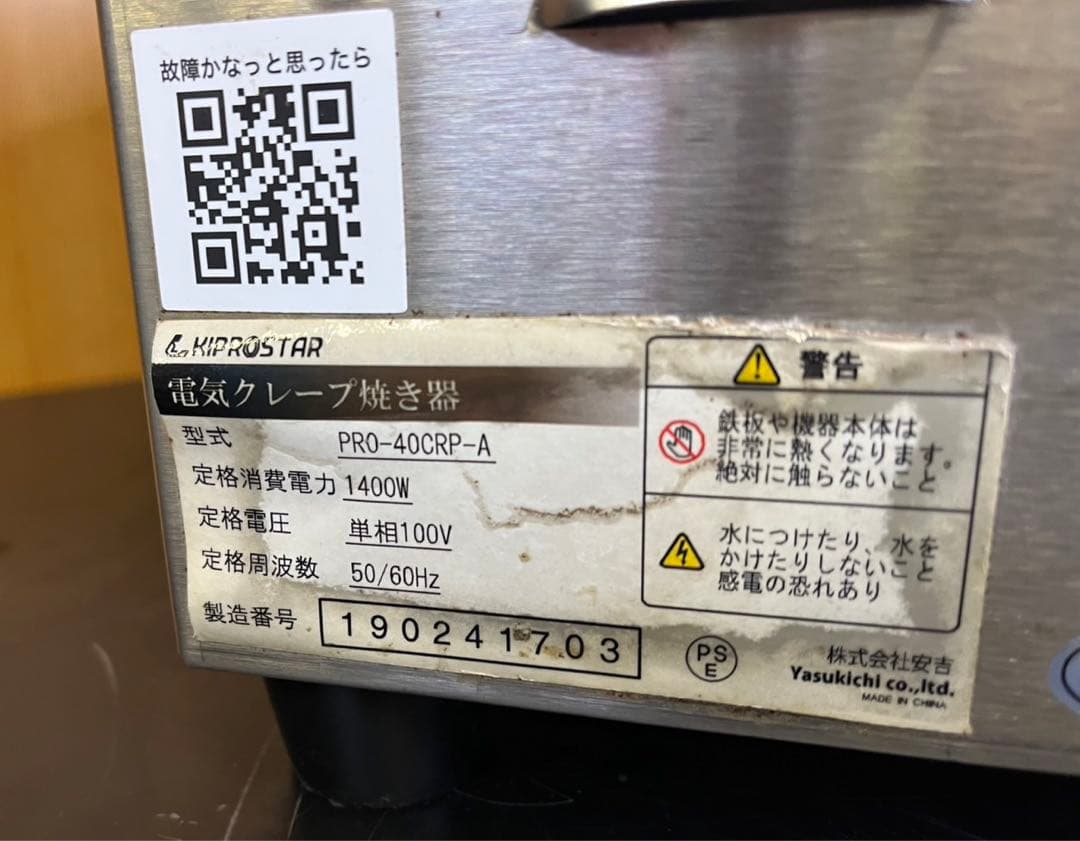 故障かなっと思ったら
KIPROSTAR
電気クレープ焼き器
型式 PRO-40CRP-A
定格消費電力 1400W
定格電圧 単相100V
定格周波数 50/60Hz
製造番号 190241703
警告
鉄板や機器本体は
非常に熱くなります。
絶対に触らないこと
水につけたり、水を
かけたりしないこと
感電の恐れあり
PS
E
株式会社安吉
Yasukichi co.,ltd.
MADE IN CHINA